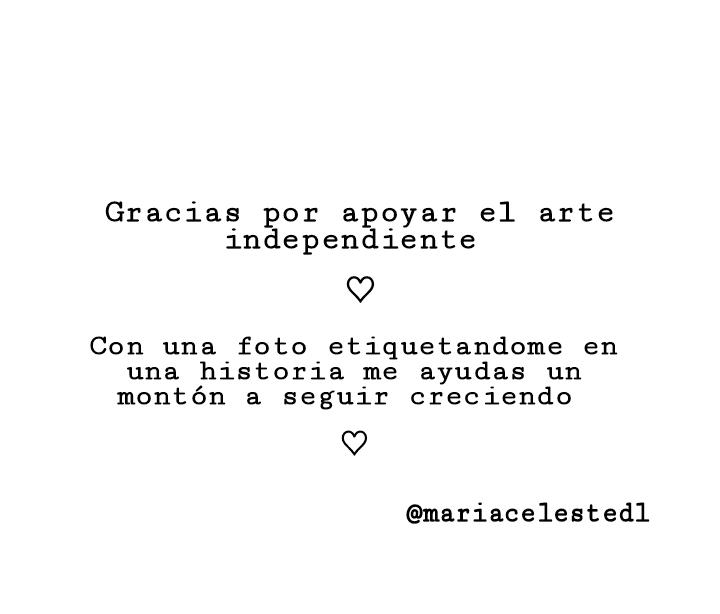 Gracias por apoyar el arte
independiente
♡
Con una foto etiquetandome en
una historia me ayudas un
montón a seguir creciendo
♡
@mariacelestedl